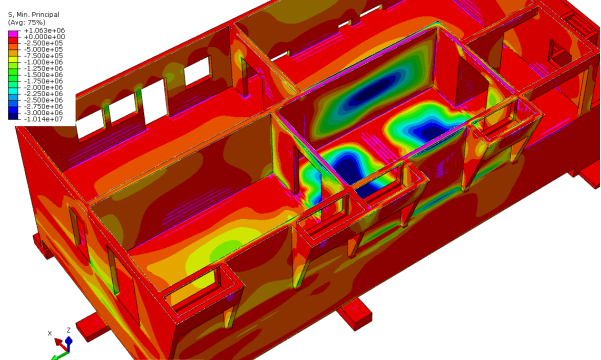 S, Min. Principal
(Avg: 75%)
+1.063e+06
+0.000e+00
-2.500e+05
-5.000e+05
-7.500e+05
-1.000e+06
-1.250e+06
-1.500e+06
-1.750e+06
-2.000e+06
-2.250e+06
-2.500e+06
-2.750e+06
-3.000e+06
-1.014e+07
X
Z